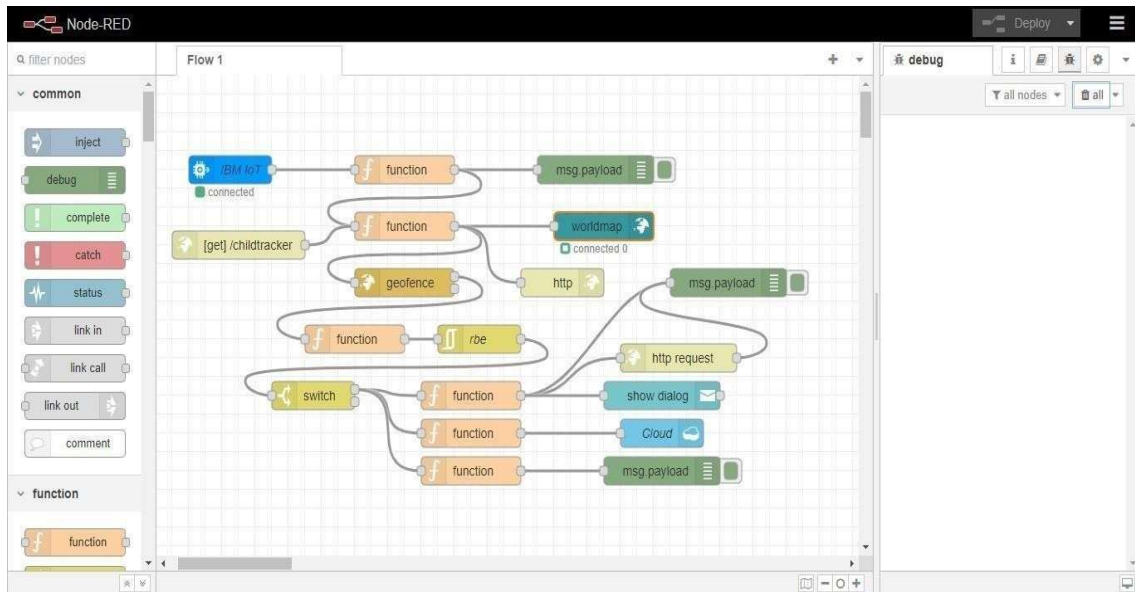 Node-RED
Deploy
filter nodes
Flow 1
debug
i
common
all nodes
all
inject
debug
complete
catch
status
link in
link call
link out
comment
function
function
IBM IoT
connected
function
msg.payload
[get] /childtracker
function
worldmap
connected 0
geofence
http
msg.payload
function
rbe
http request
switch
function
show dialog
function
Cloud
function
msg.payload